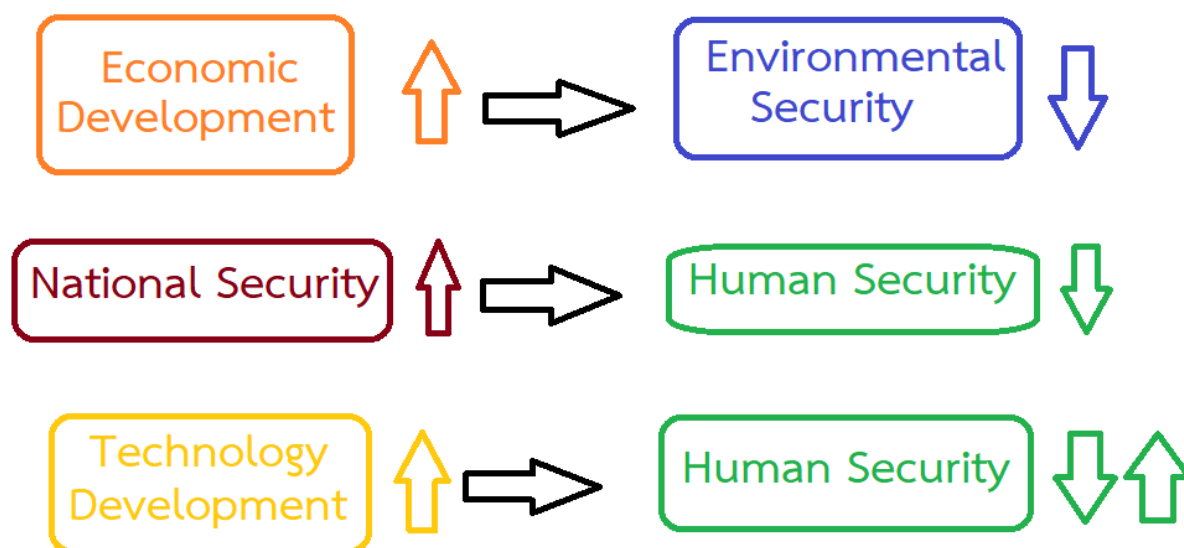 Economic
Development
Environmental
Security
National Security
Human Security
Technology
Development
Human Security